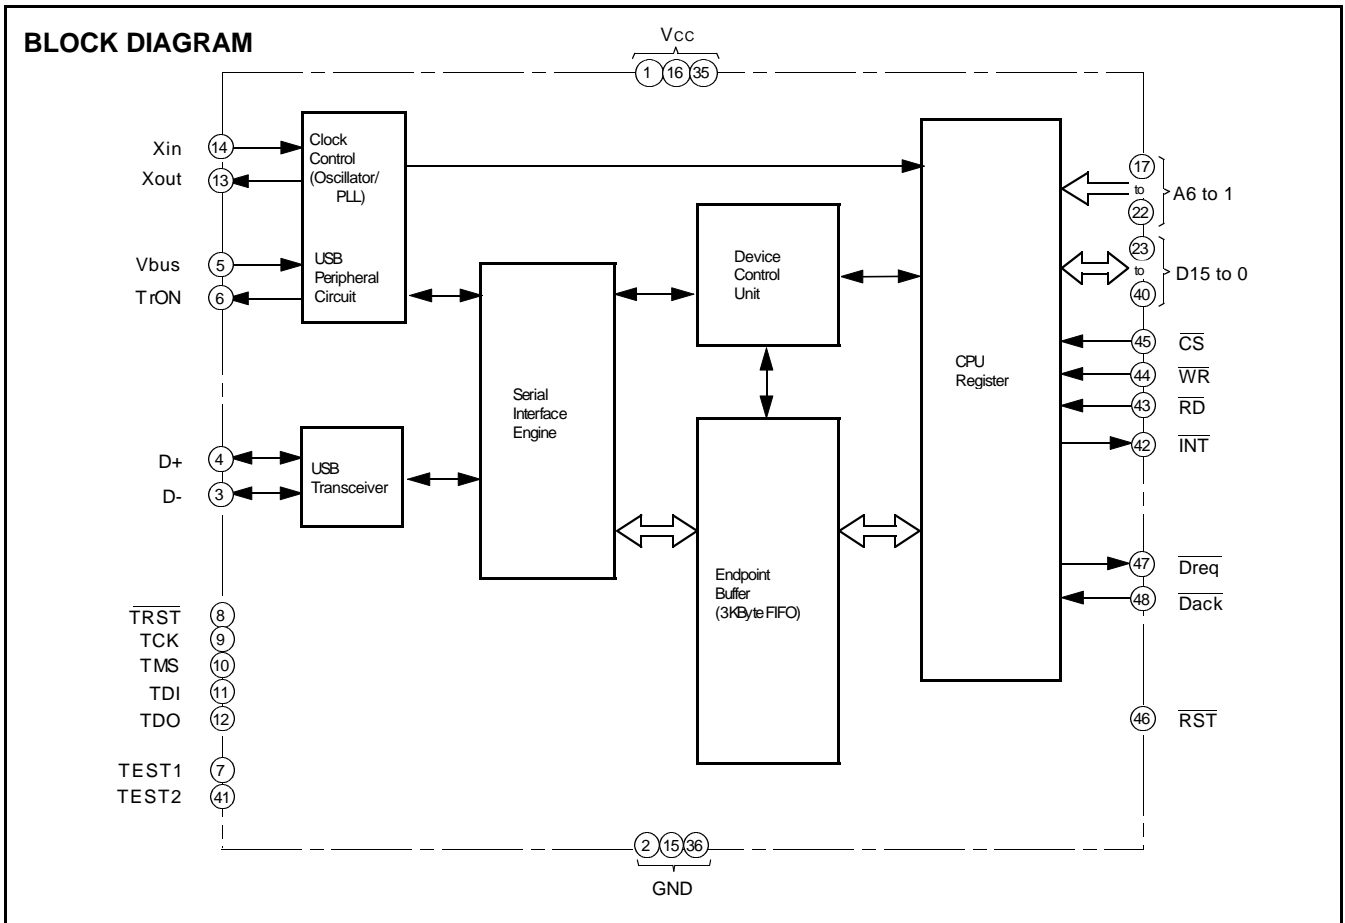 BLOCK DIAGRAM
Vcc
1 16 35
Xin 14
Xout 13
Vbus 5
TrON 6
D+ 4
D- 3
TRST 8
TCK 9
TMS 10
TDI 11
TDO 12
TEST1 7
TEST2 41
Clock
Control
(Oscillator/
PLL)
USB
Peripheral
Circuit
USB
Transceiver
Serial
Interface
Engine
Device
Control
Unit
Endpoint
Buffer
(3KByte FIFO)
CPU
Register
17
to
22
A6 to 1
23
to
40
D15 to 0
45 CS
44 WR
43 RD
42 INT
47 Dreq
48 Dack
46 RST
2 15 36
GND